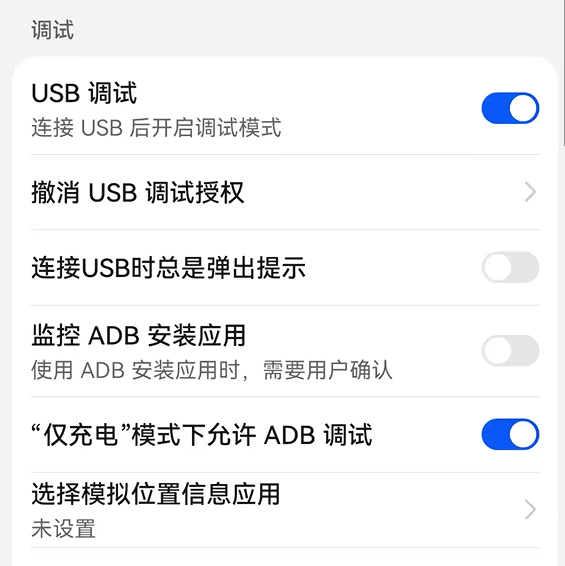 调试
USB 调试
连接 USB 后开启调试模式
撤消 USB 调试授权
连接USB时总是弹出提示
监控 ADB 安装应用
使用 ADB 安装应用时，需要用户确认
“仅充电”模式下允许 ADB 调试
选择模拟位置信息应用
未设置